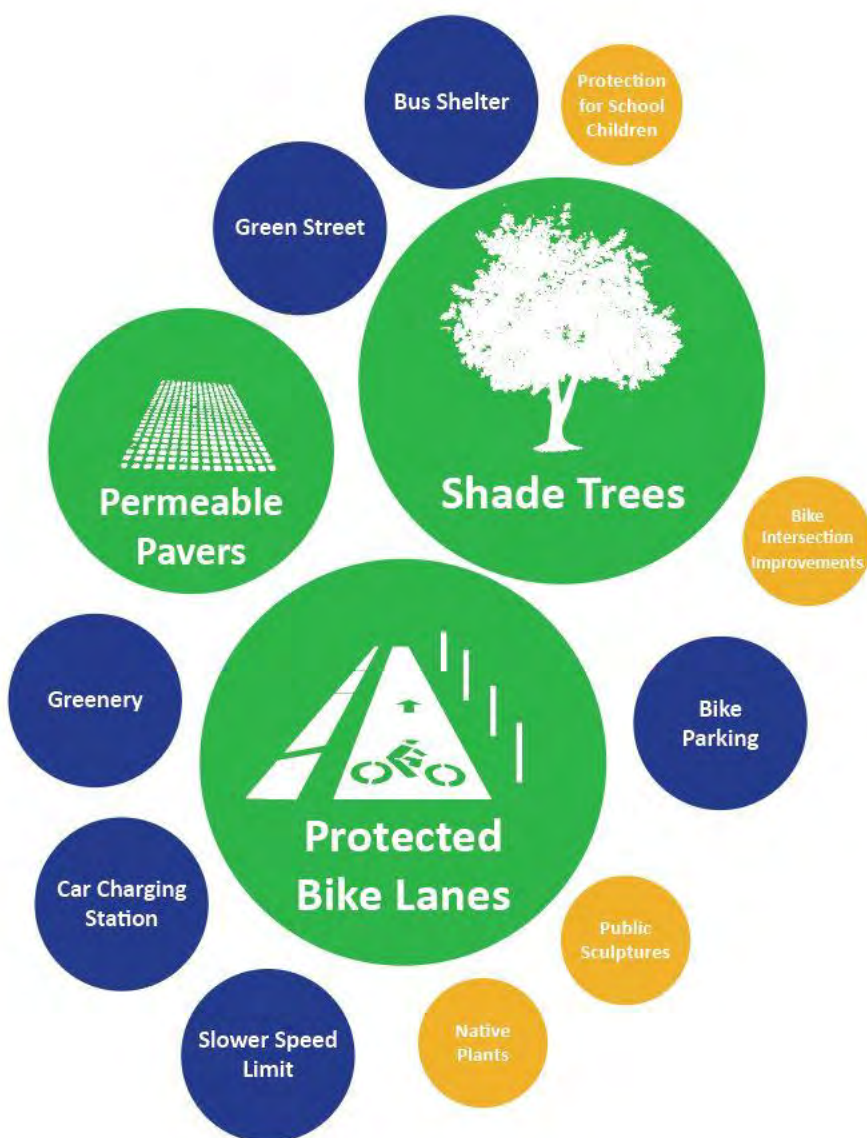 Bus Shelter
Protection
for School
Children
Green Street
Shade Trees
Permeable
Pavers
Bike
Intersection
Improvements
Greenery
Bike
Parking
Protected
Bike Lanes
Car Charging
Station
Public
Sculptures
Native
Plants
Slower Speed
Limit